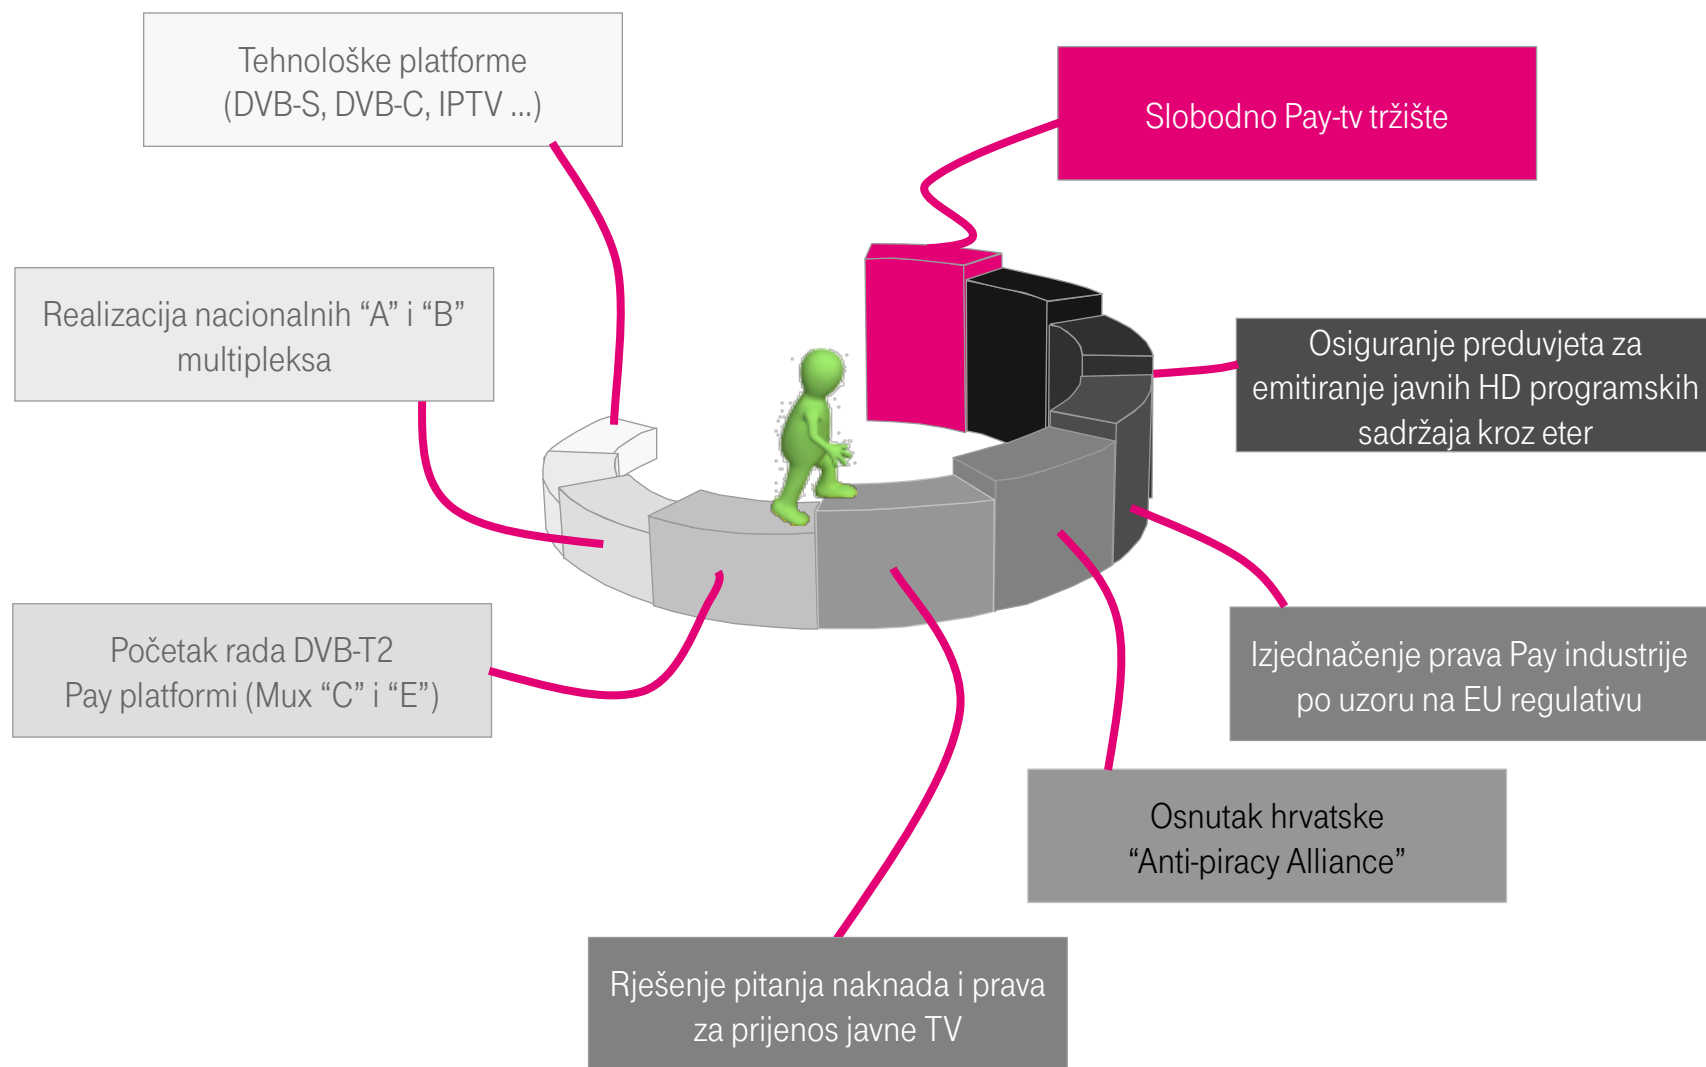 Tehnološke platforme
(DVB-S, DVB-C, IPTV ...)
Slobodno Pay-tv tržište
Realizacija nacionalnih “A” i “B”
multipleksa
Osiguranje preduvjeta za
emitiranje javnih HD programskih
sadržaja kroz eter
Početak rada DVB-T2
Pay platformi (Mux “C” i “E”)
Izjednačenje prava Pay industrije
po uzoru na EU regulativu
Osnutak hrvatske
“Anti-piracy Alliance”
Rješenje pitanja naknada i prava
za prijenos javne TV